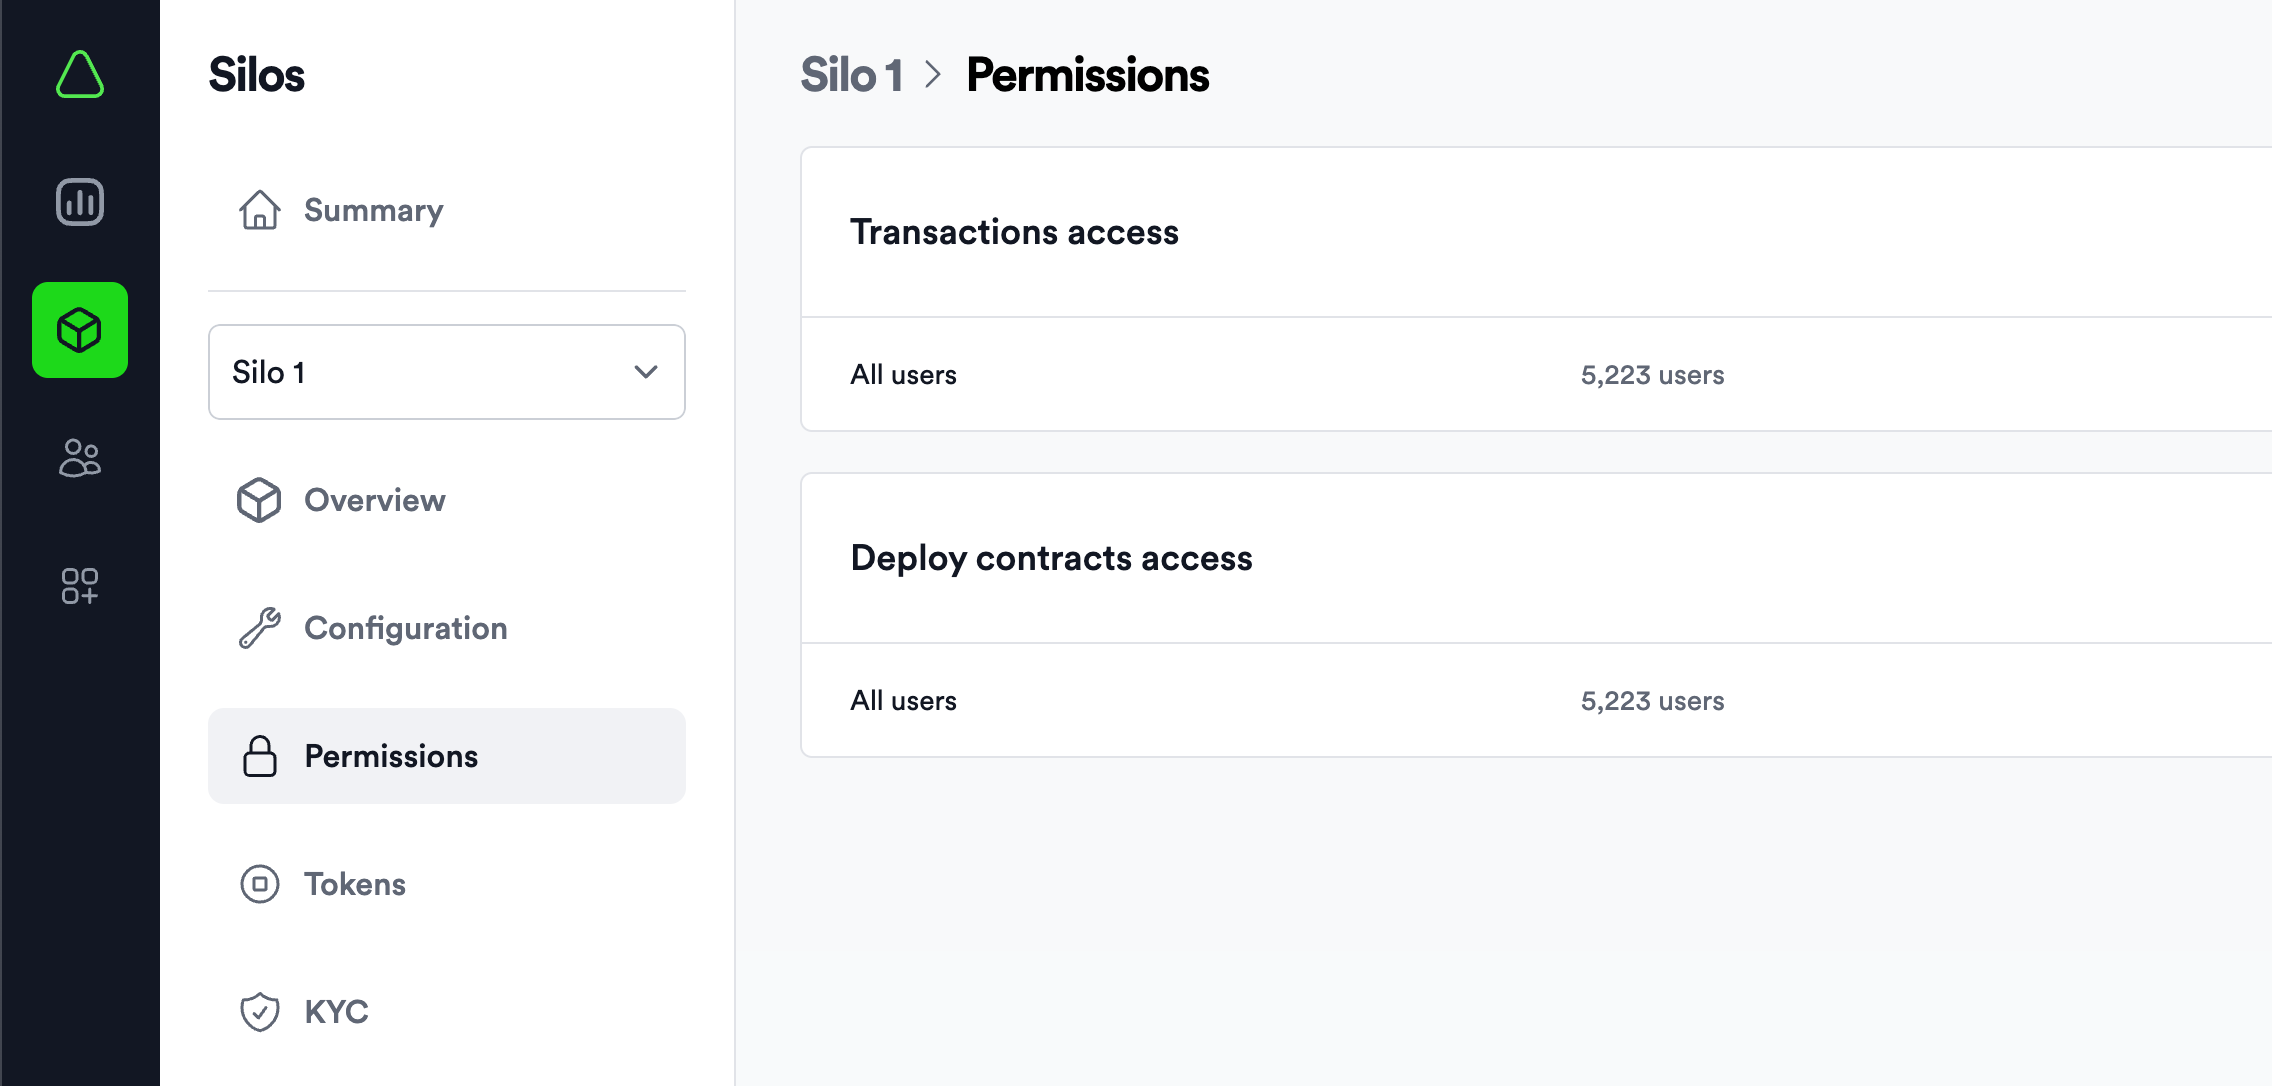 Silos
Summary
Silo 1
Overview
Configuration
Permissions
Tokens
KYC
Silo 1 > Permissions
Transactions access
All users 5,223 users
Deploy contracts access
All users 5,223 users